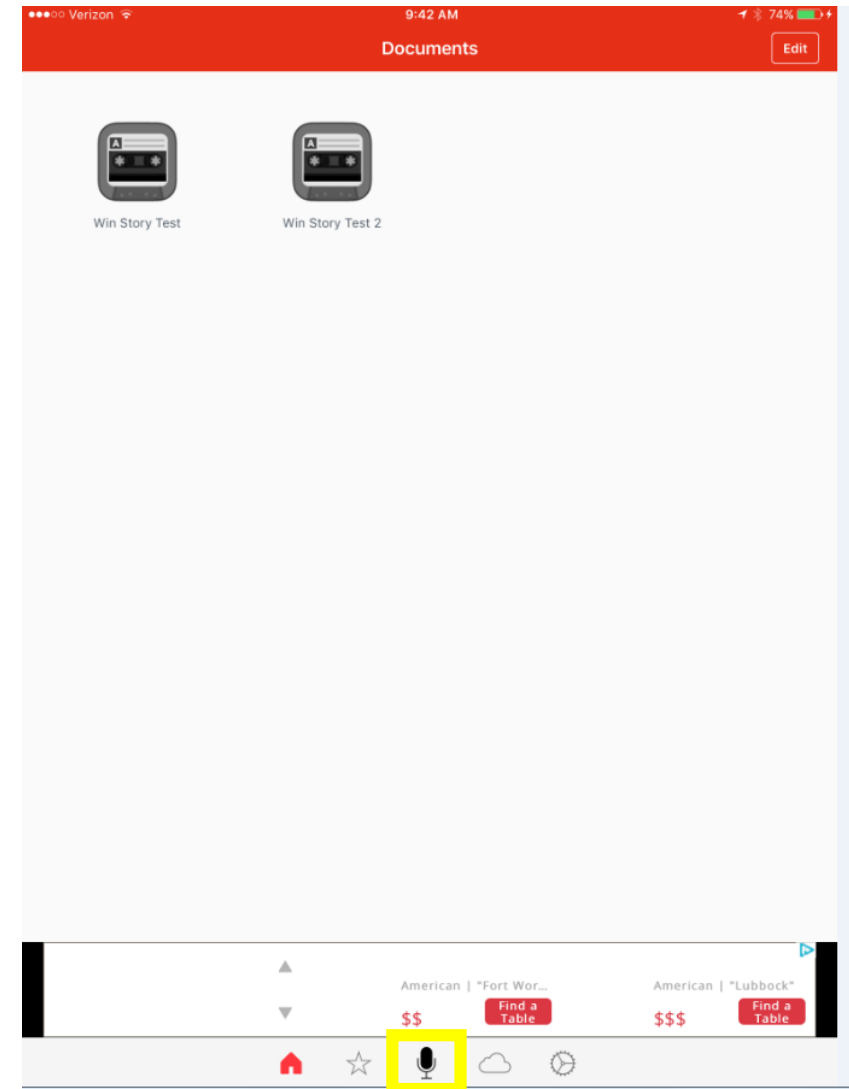 Verizon 9:42 AM 74%
Documents Edit
A A
Win Story Test Win Story Test 2
American | "Fort Wor... American | "Lubbock"
$$ Find a Table $$$ Find a Table